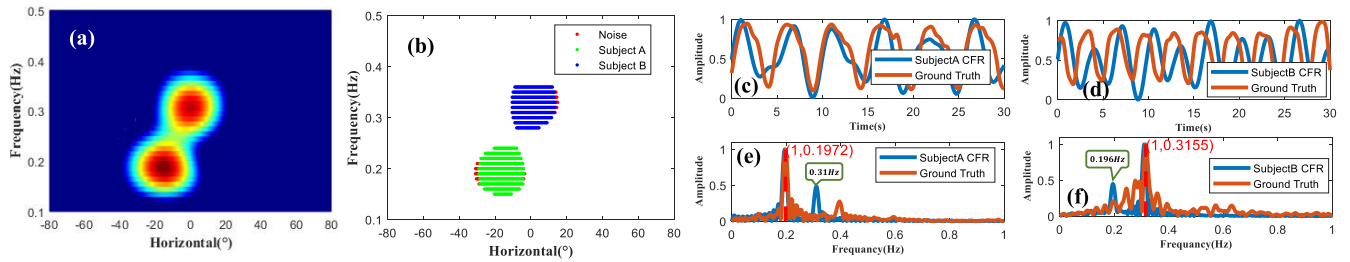 (a)
0.5
0.4
0.3
0.2
0.1
Frequency(Hz)
-80 -60 -40 -20 0 20 40 60 80
Horizontal(°)
(b)
Noise
Subject A
Subject B
0.5
0.4
0.3
0.2
0.1
Frequency(Hz)
-80 -60 -40 -20 0 20 40 60 80
Horizontal(°)
(c)
SubjectA CFR
Ground Truth
1
0.5
0
Amplitude
0 5 10 15 20 25 30
Time(s)
(d)
SubjectB CFR
Ground Truth
1
0.5
0
Amplitude
0 5 10 15 20 25 30
Time(s)
(e)
(1,0.1972)
0.31Hz
SubjectA CFR
Ground Truth
1
0.5
0
Amplitude
0 0.2 0.4 0.6 0.8 1
Frequancy(Hz)
(f)
(1,0.3155)
0.196Hz
SubjectB CFR
Ground Truth
1
0.5
0
Amplitude
0 0.2 0.4 0.6 0.8 1
Frequancy(Hz)